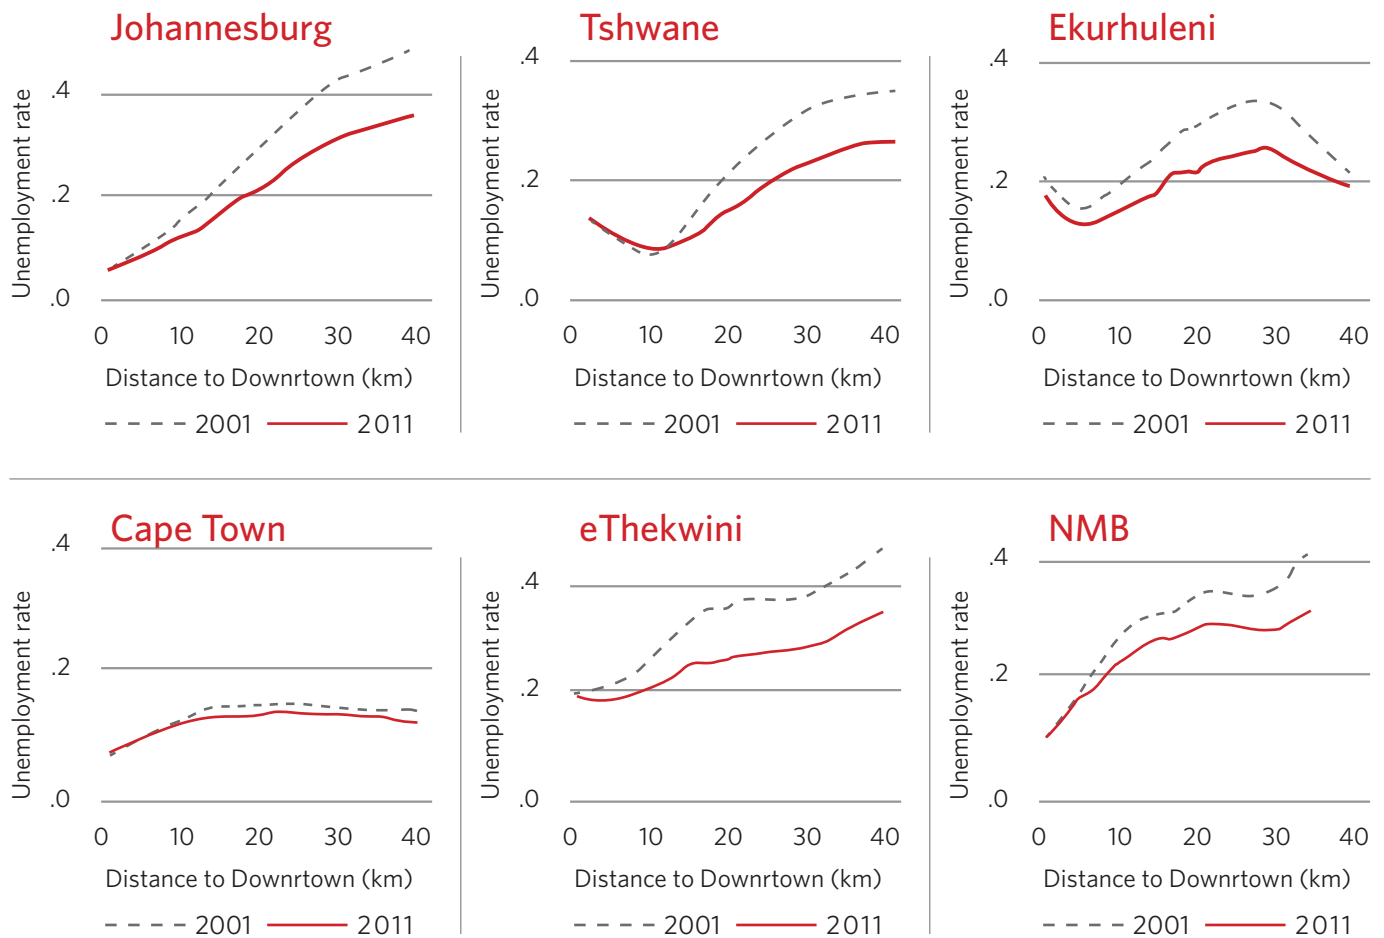 Johannesburg
Unemployment rate
.4
.2
.0
0 10 20 30 40
Distance to Downrtown (km)
2001 2011
Tshwane
Unemployment rate
.4
.2
.0
0 10 20 30 40
Distance to Downrtown (km)
2001 2011
Ekurhuleni
Unemployment rate
.4
.2
.0
0 10 20 30 40
Distance to Downrtown (km)
2001 2011
Cape Town
Unemployment rate
.4
.2
.0
0 10 20 30 40
Distance to Downrtown (km)
2001 2011
eThekwini
Unemployment rate
.4
.2
.0
0 10 20 30 40
Distance to Downrtown (km)
2001 2011
NMB
Unemployment rate
.4
.2
.0
0 10 20 30 40
Distance to Downrtown (km)
2001 2011